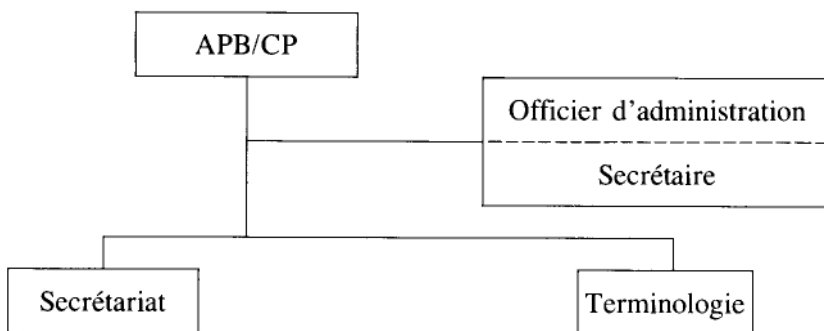 APB/CP
Officier d'administration
Secrétaire
Secrétariat
Terminologie